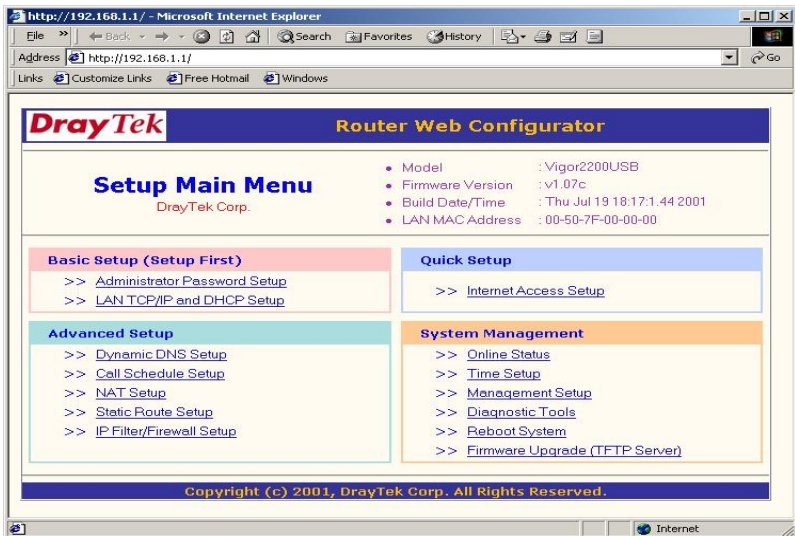 http://192.168.1.1/ - Microsoft Internet Explorer
File » Back Search Favorites History
Address http://192.168.1.1/ Go
Links Customize Links Free Hotmail Windows
DrayTek Router Web Configurator
Setup Main Menu
DrayTek Corp.
• Model : Vigor2200USB
• Firmware Version : v1.07c
• Build Date/Time : Thu Jul 19 18:17:1.44 2001
• LAN MAC Address : 00-50-7F-00-00-00
Basic Setup (Setup First)
>> Administrator Password Setup
>> LAN TCP/IP and DHCP Setup
Quick Setup
>> Internet Access Setup
Advanced Setup
>> Dynamic DNS Setup
>> Call Schedule Setup
>> NAT Setup
>> Static Route Setup
>> IP Filter/Firewall Setup
System Management
>> Online Status
>> Time Setup
>> Management Setup
>> Diagnostic Tools
>> Reboot System
>> Firmware Upgrade (TFTP Server)
Copyright (c) 2001, DrayTek Corp. All Rights Reserved.
Internet